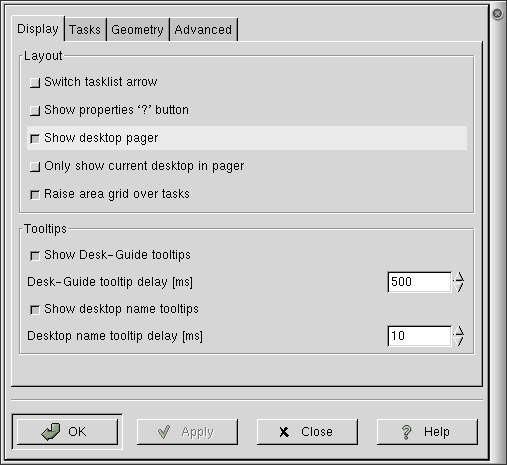 Display Tasks Geometry Advanced
Layout
Switch tasklist arrow
Show properties ‘?’ button
Show desktop pager
Only show current desktop in pager
Raise area grid over tasks
Tooltips
Show Desk-Guide tooltips
Desk-Guide tooltip delay [ms] 500
Show desktop name tooltips
Desktop name tooltip delay [ms] 10
OK Apply Close Help